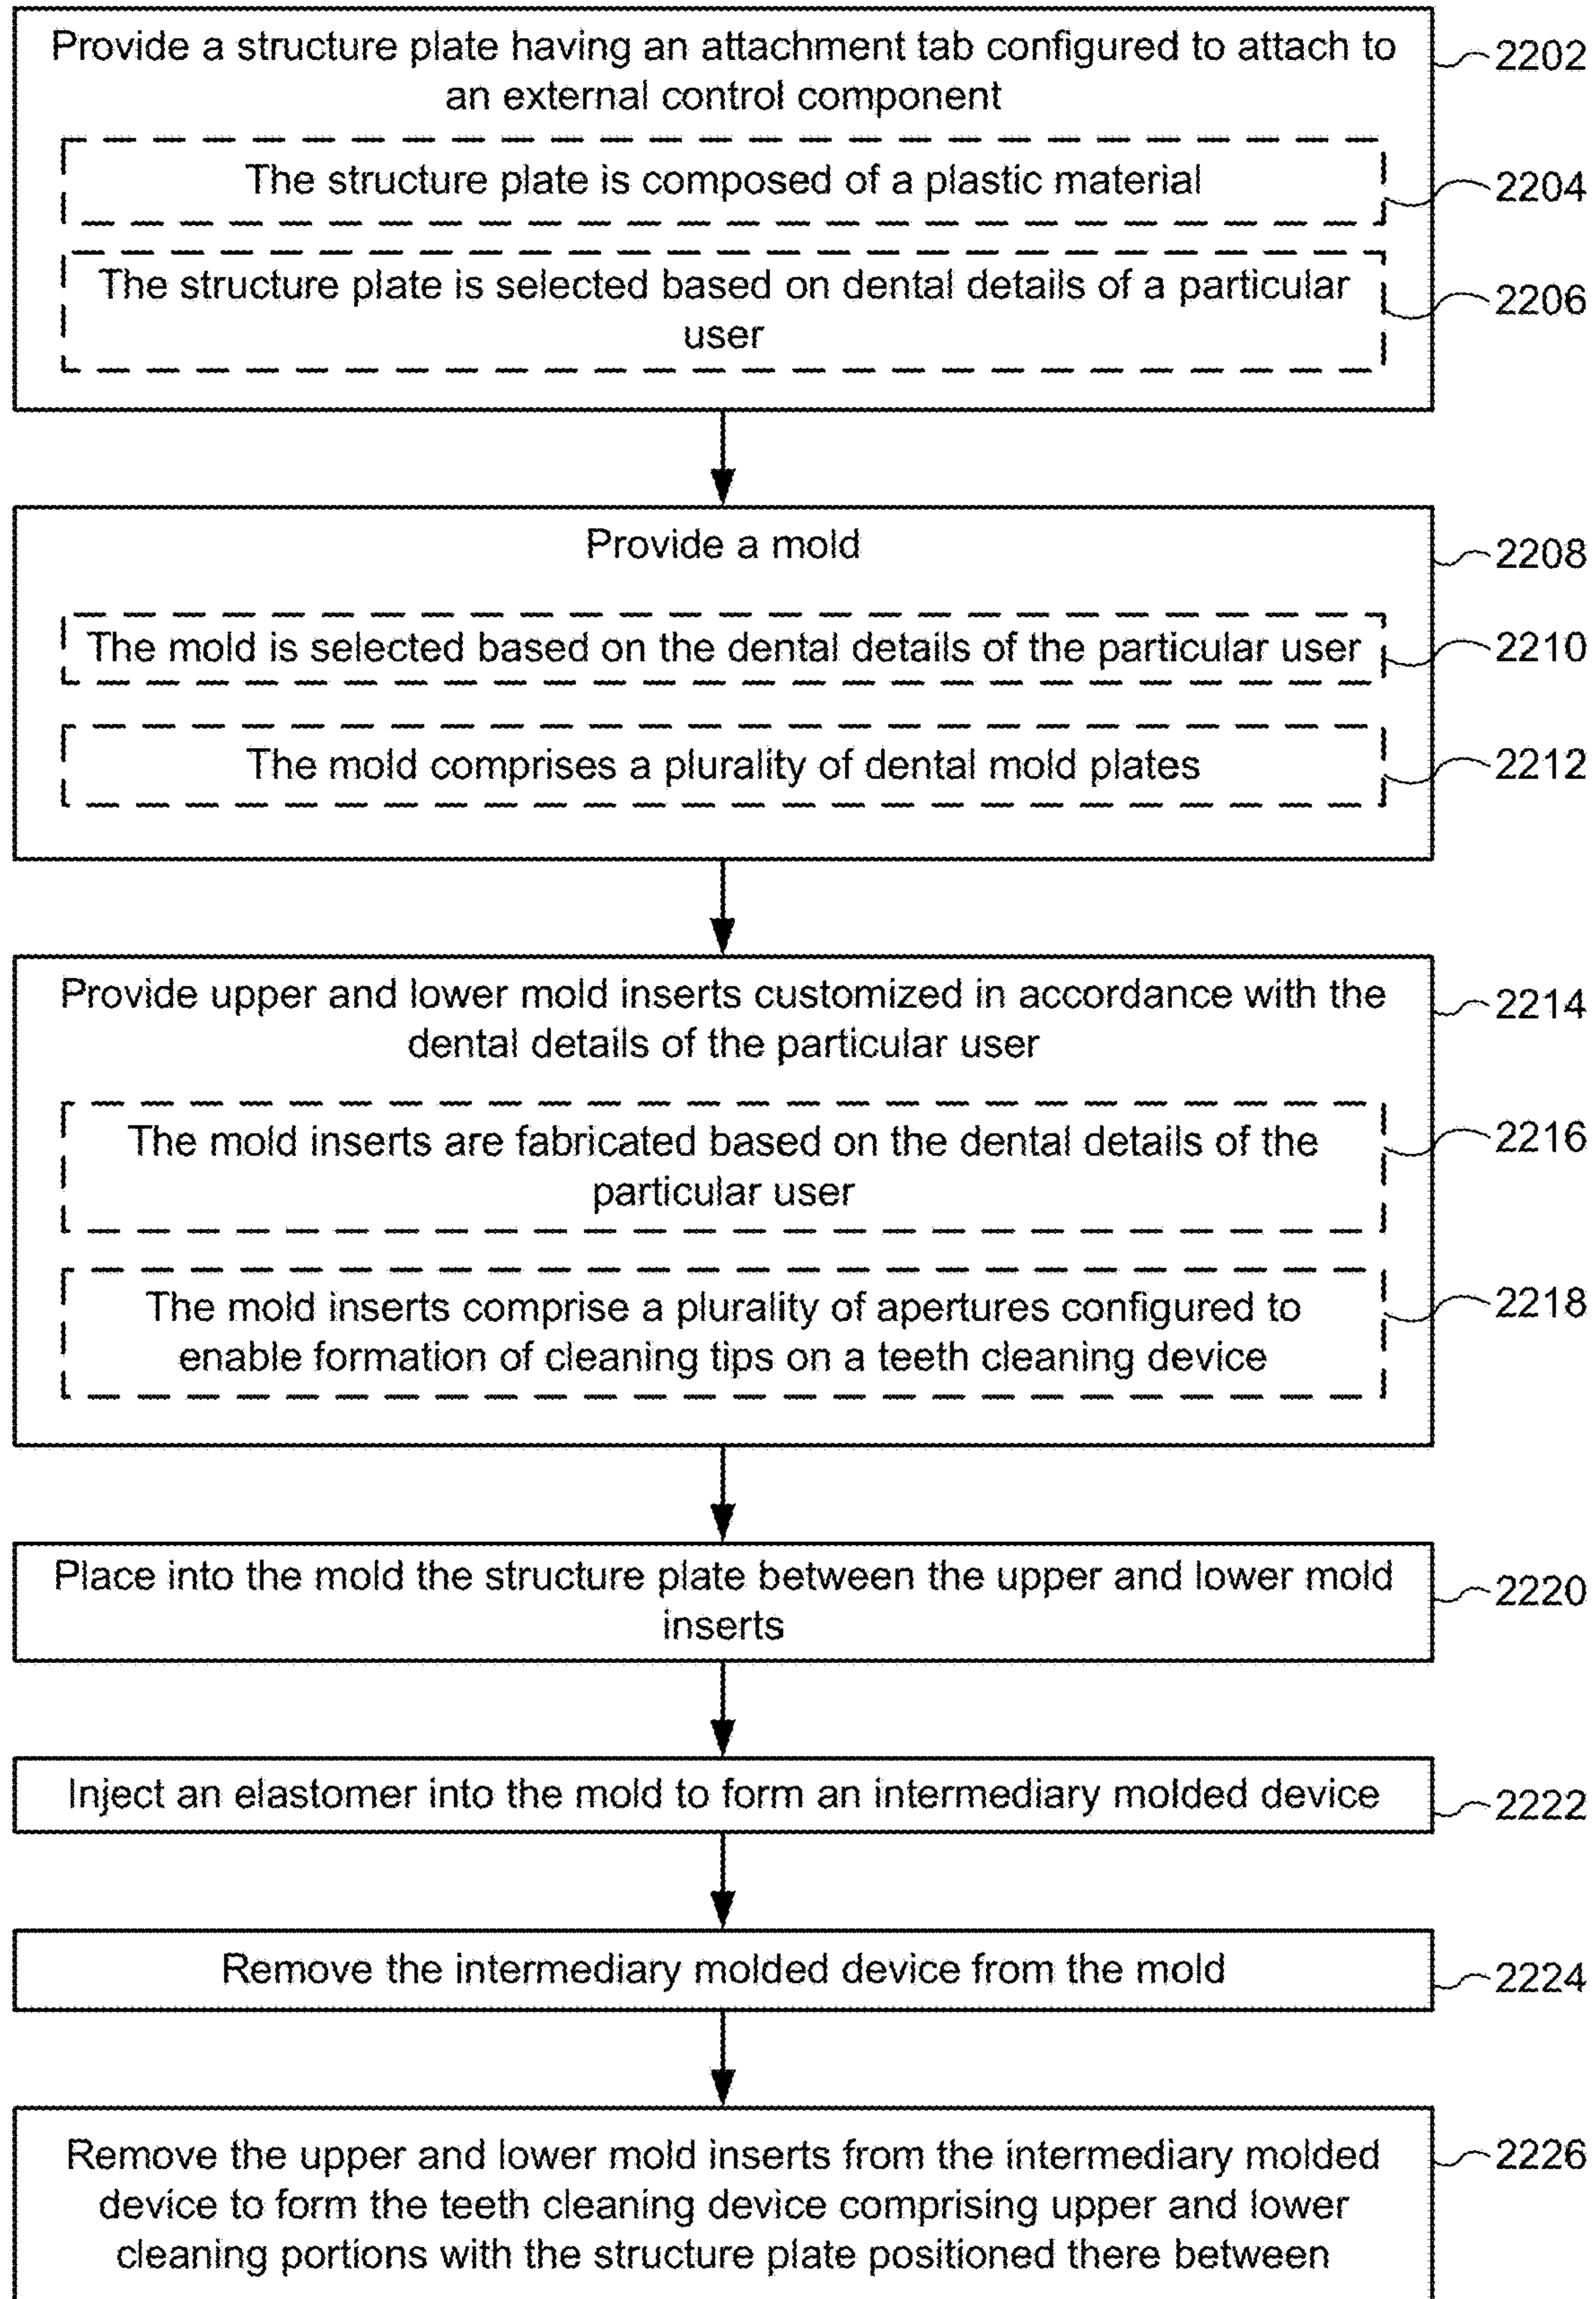 Provide a structure plate having an attachment tab configured to attach to
an external control component
2202
The structure plate is composed of a plastic material
2204
The structure plate is selected based on dental details of a particular
user
2206
Provide a mold
2208
The mold is selected based on the dental details of the particular user
2210
The mold comprises a plurality of dental mold plates
2212
Provide upper and lower mold inserts customized in accordance with the
dental details of the particular user
2214
The mold inserts are fabricated based on the dental details of the
particular user
2216
The mold inserts comprise a plurality of apertures configured to
enable formation of cleaning tips on a teeth cleaning device
2218
Place into the mold the structure plate between the upper and lower mold
inserts
2220
Inject an elastomer into the mold to form an intermediary molded device
2222
Remove the intermediary molded device from the mold
2224
Remove the upper and lower mold inserts from the intermediary molded
device to form the teeth cleaning device comprising upper and lower
cleaning portions with the structure plate positioned there between
2226